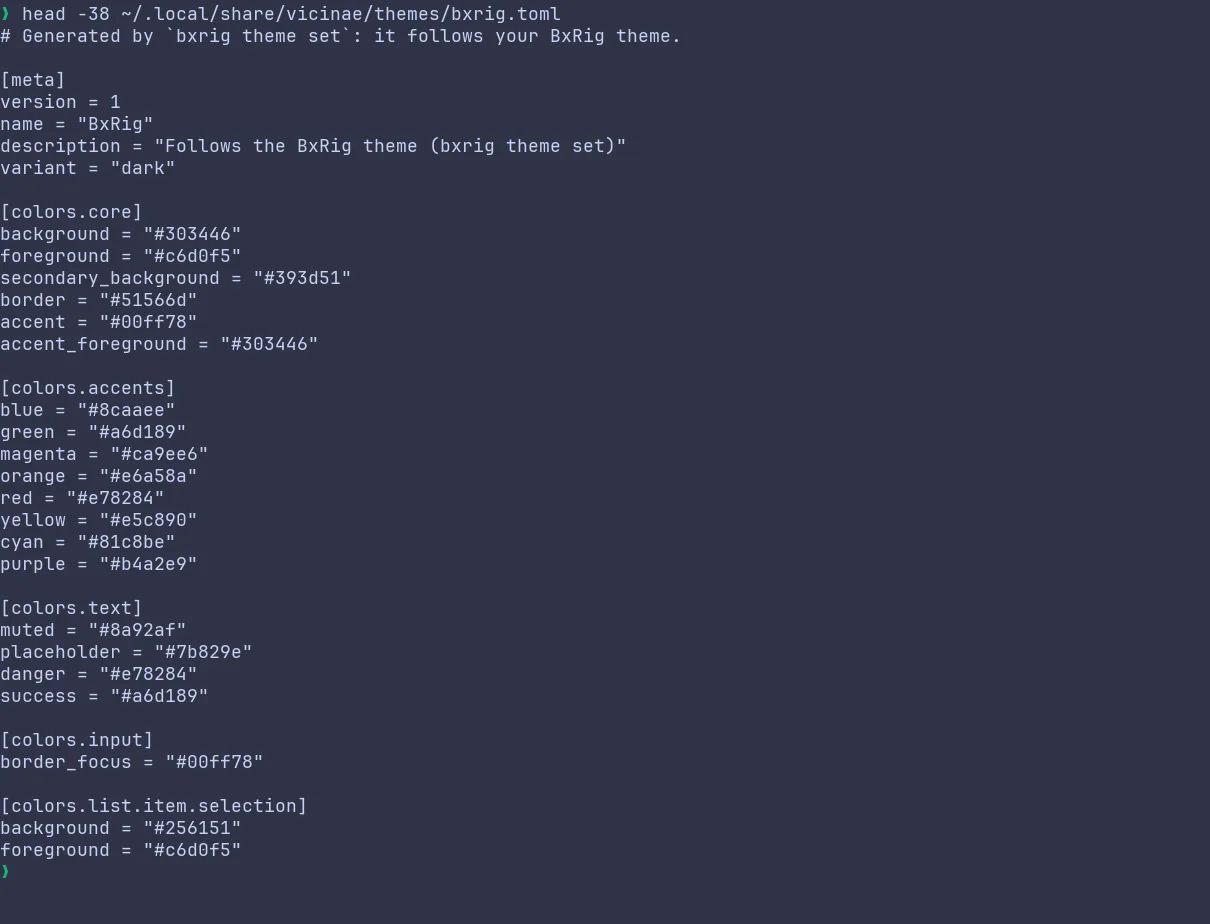 ❫ head -38 ~/.local/share/vicinae/themes/bxrig.toml
# Generated by `bxrig theme set`: it follows your BxRig theme.

[meta]
version = 1
name = "BxRig"
description = "Follows the BxRig theme (bxrig theme set)"
variant = "dark"

[colors.core]
background = "#303446"
foreground = "#c6d0f5"
secondary_background = "#393d51"
border = "#51566d"
accent = "#00ff78"
accent_foreground = "#303446"

[colors.accents]
blue = "#8caaee"
green = "#a6d189"
magenta = "#ca9ee6"
orange = "#e6a58a"
red = "#e78284"
yellow = "#e5c890"
cyan = "#81c8be"
purple = "#b4a2e9"

[colors.text]
muted = "#8a92af"
placeholder = "#7b829e"
danger = "#e78284"
success = "#a6d189"

[colors.input]
border_focus = "#00ff78"

[colors.list.item.selection]
background = "#256151"
foreground = "#c6d0f5"
❫